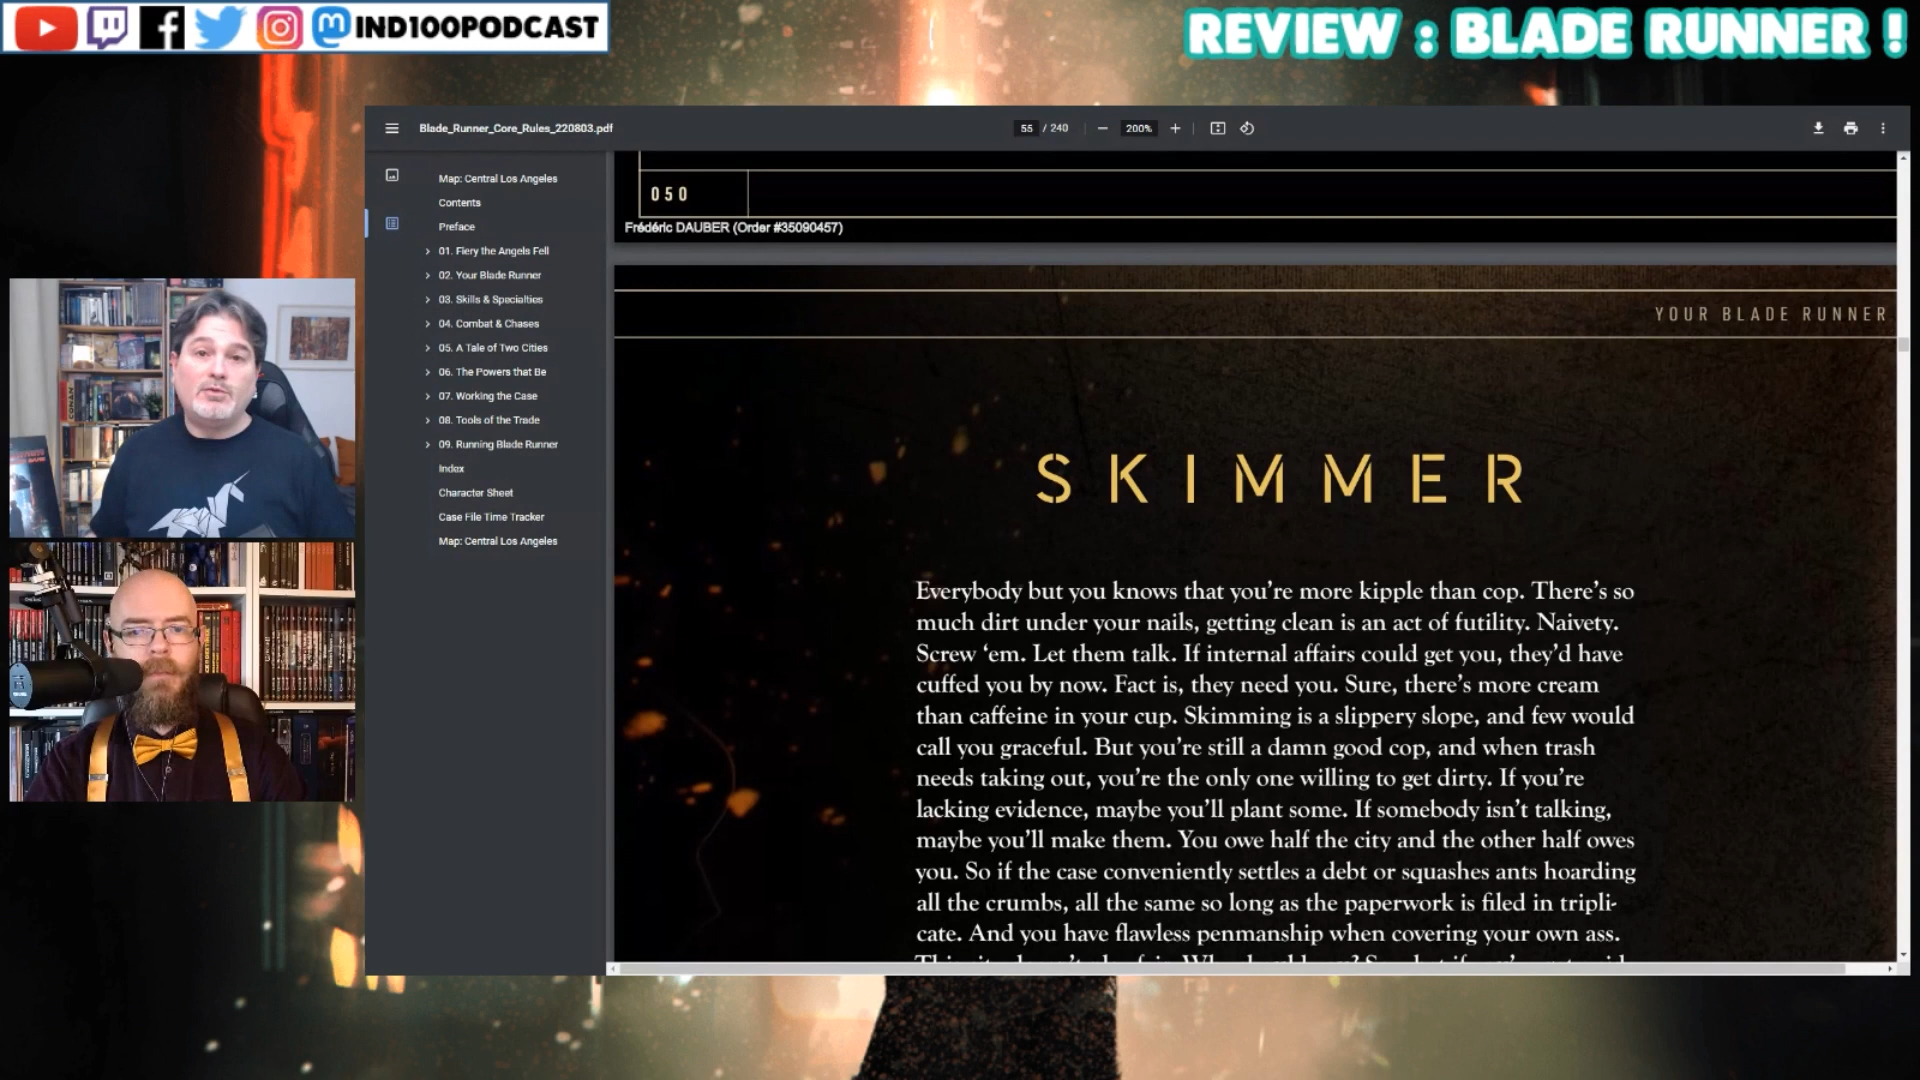 IND100PODCAST
REVIEW : BLADE RUNNER !
Blade_Runner_Core_Rules_220803.pdf
55 / 240
200%
Map: Central Los Angeles
Contents
Preface
01. Fiery the Angels Fell
02. Your Blade Runner
03. Skills & Specialties
04. Combat & Chases
05. A Tale of Two Cities
06. The Powers that Be
07. Working the Case
08. Tools of the Trade
09. Running Blade Runner
Index
Character Sheet
Case File Time Tracker
Map: Central Los Angeles
050
Frédéric DAUBER (Order #35090457)
YOUR BLADE RUNNER
SKIMMER
Everybody but you knows that you’re more kipple than cop. There’s so
much dirt under your nails, getting clean is an act of futility. Naivety.
Screw ‘em. Let them talk. If internal affairs could get you, they’d have
cuffed you by now. Fact is, they need you. Sure, there’s more cream
than caffeine in your cup. Skimming is a slippery slope, and few would
call you graceful. But you’re still a damn good cop, and when trash
needs taking out, you’re the only one willing to get dirty. If you’re
lacking evidence, maybe you’ll plant some. If somebody isn’t talking,
maybe you’ll make them. You owe half the city and the other half owes
you. So if the case conveniently settles a debt or squashes ants hoarding
all the crumbs, all the same so long as the paperwork is filed in tripli-
cate. And you have flawless penmanship when covering your own ass.